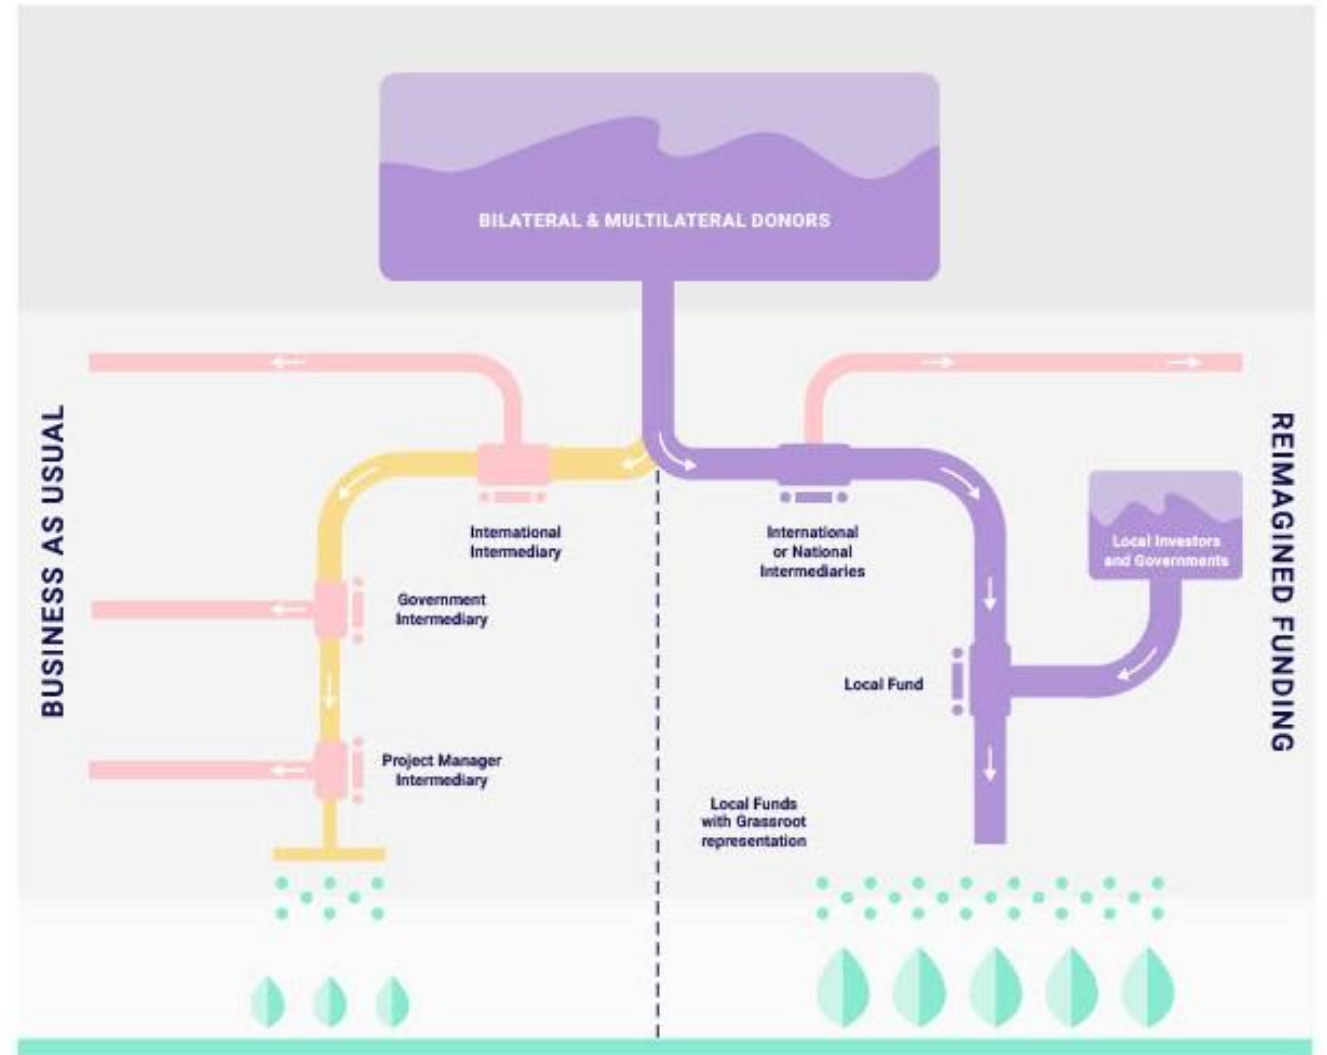 BILATERAL & MULTILATERAL DONORS
BUSINESS AS USUAL
International
Intermediary
Government
Intermediary
Project Manager
Intermediary
International
or National
Intermediaries
Local Investors
and Governments
Local Fund
Local Funds
with Grassroot
representation
REIMAGINED FUNDING